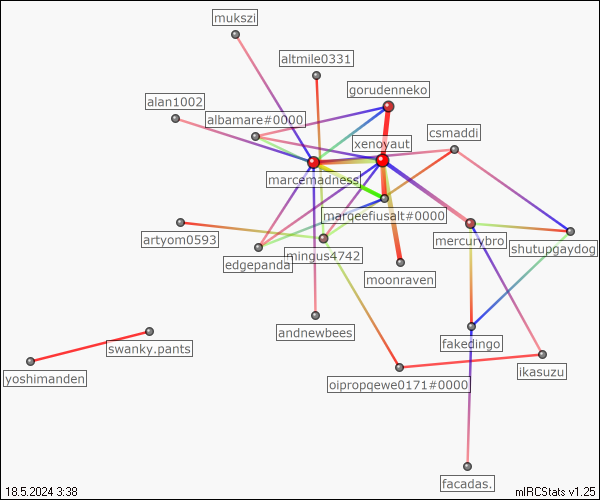 mukszi
altmile0331
gorudenneko
alan1002
albamare#0000
csmaddi
xenoyaut
marcemadness
marqeefiusalt#0000
artyom0593
mercurybro
shutupgaydog
edgepanda
mingus4742
moonraven
andnewbees
swanky.pants
fakedingo
yoshimanden
oipropqewe0171#0000
ikasuzu
facadas.
18.5.2024 3:38
mIRCStats v1.25